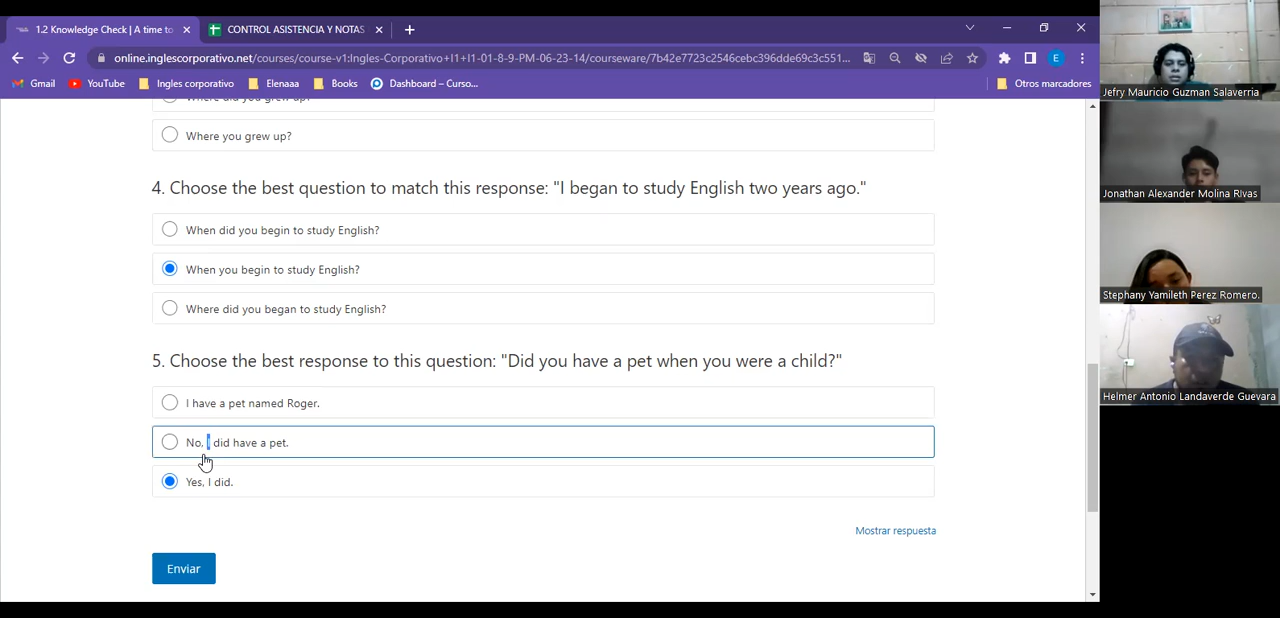 1.2 Knowledge Check | A time to
CONTROL ASISTENCIA Y NOTAS
online.inglescorporativo.net/courses/course-v1:Ingles-Corporativo+I1+I1-01-8-9-PM-06-23-14/courseware/7b42e7723c2546cebc396dde69c3c551...
Gmail
YouTube
Ingles corporativo
Elenaaa
Books
Dashboard – Curso...
Otros marcadores
Where did you grew up?
Where you grew up?
4. Choose the best question to match this response: "I began to study English two years ago."
When did you begin to study English?
When you begin to study English?
Where did you began to study English?
5. Choose the best response to this question: "Did you have a pet when you were a child?"
I have a pet named Roger.
No, I did have a pet.
Yes, I did.
Mostrar respuesta
Enviar
Jefry Mauricio Guzman Salaverria
Jonathan Alexander Molina Rivas
Stephany Yamileth Perez Romero.
Helmer Antonio Landaverde Guevara
E